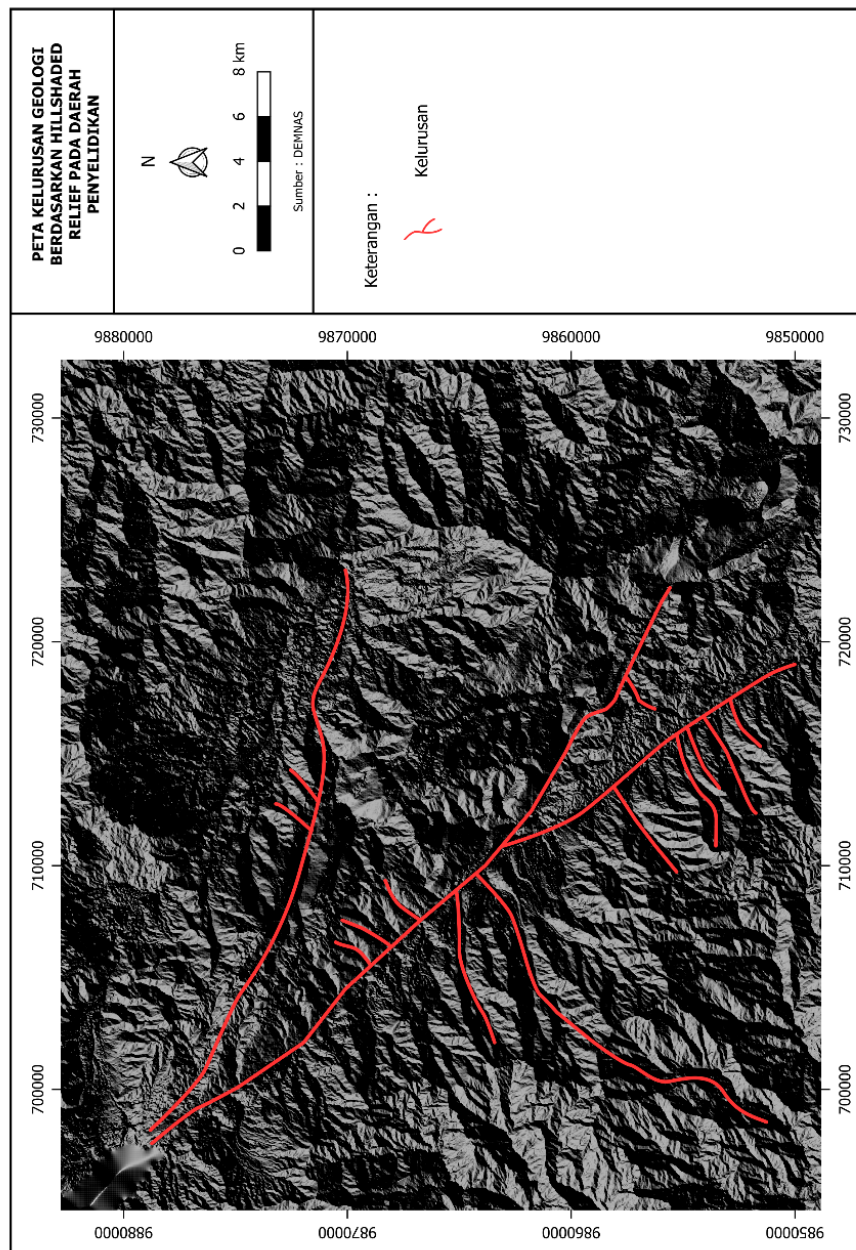 PETA KELURUSAN GEOLOGI
BERDASARKAN HILLSHADED
RELIEF PADA DAERAH
PENYELIDIKAN
N
0 2 4 6 8 km
Sumber : DEMNAS
Keterangan :
Kelurusan
9880000 9870000 9860000 9850000
730000 730000
720000 720000
710000 710000
700000 700000
9880000 9870000 9860000 9850000